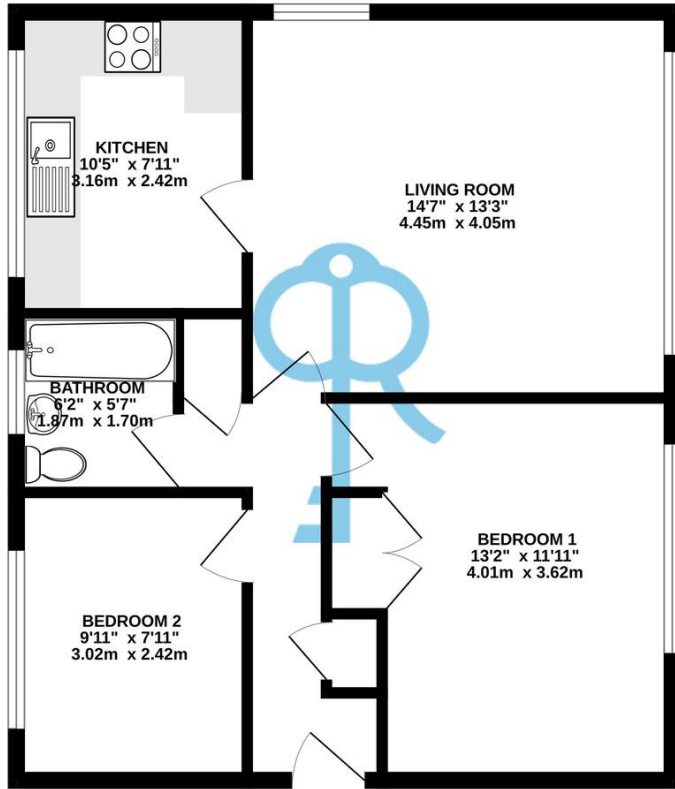 KITCHEN
10'5" x 7'11"
3.16m x 2.42m
LIVING ROOM
14'7" x 13'3"
4.45m x 4.05m
BATHROOM
6'2" x 5'7"
1.87m x 1.70m
BEDROOM 1
13'2" x 11'11"
4.01m x 3.62m
BEDROOM 2
9'11" x 7'11"
3.02m x 2.42m